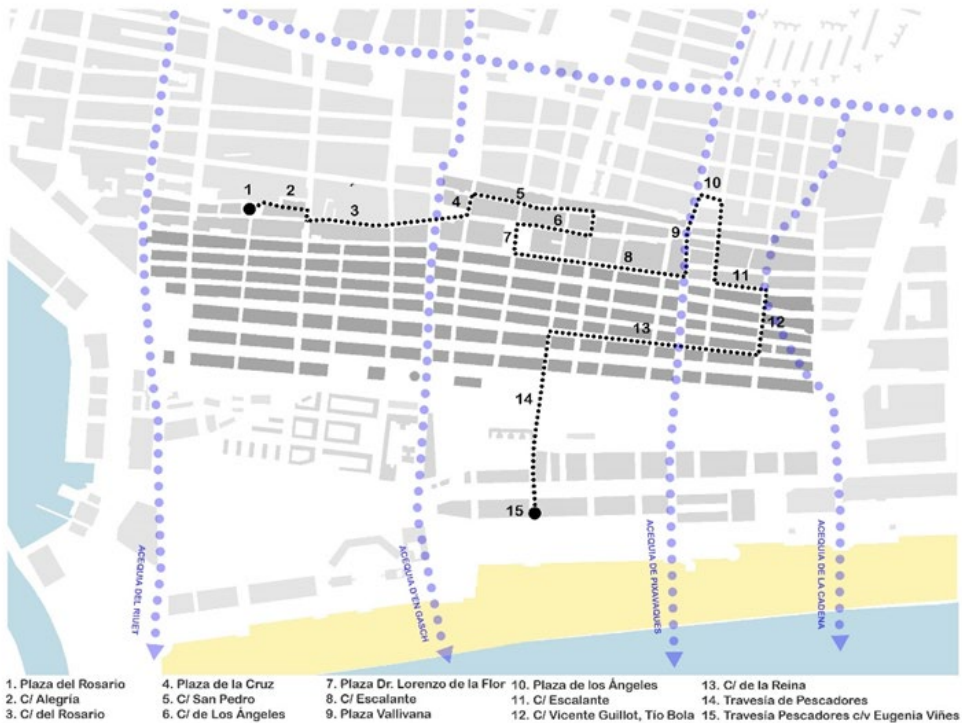 10
1
2
5
3
4
6
9
7
8
11
12
13
14
15
ACEQUIA DEL RIUET
ACEQUIA D'EN GASCH
ACEQUIA DE PIXAVAQUES
ACEQUIA DE LA CADENA
1. Plaza del Rosario
2. C/ Alegría
3. C/ del Rosario
4. Plaza de la Cruz
5. C/ San Pedro
6. C/ de Los Ángeles
7. Plaza Dr. Lorenzo de la Flor
8. C/ Escalante
9. Plaza Vallivana
10. Plaza de los Ángeles
11. C/ Escalante
12. C/ Vicente Guillot, Tío Bola
13. C/ de la Reina
14. Travesía de Pescadores
15. Travesía Pescadores c/v Eugenia Viñes